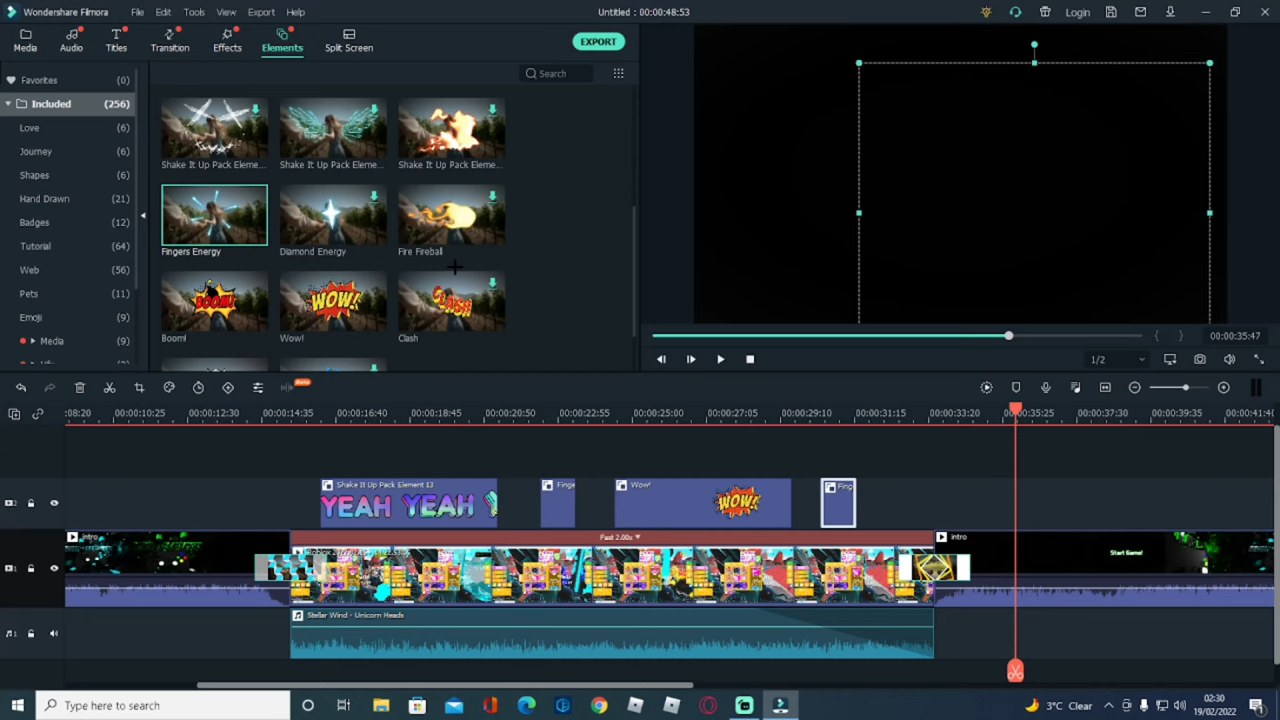 Wondershare Filmora File Edit Tools View Export Help Untitled : 00:00:48:53 Login
Media Audio Titles Transition Effects Elements Split Screen EXPORT
Favorites (0) Search
Included (256)
Love (6)
Journey (6)
Shapes (6)
Hand Drawn (21)
Badges (12)
Tutorial (64)
Web (56)
Pets (11)
Emoji (9)
Media (9)
Shake It Up Pack Eleme... Shake It Up Pack Eleme... Shake It Up Pack Eleme...
Fingers Energy Diamond Energy Fire Fireball
BOOM! WOW! CLASH!
Boom! Wow! Clash
00:00:35:47
1/2
Beta
:08:20 00:00:10:25 00:00:12:30 00:00:14:35 00:00:16:40 00:00:18:45 00:00:20:50 00:00:22:55 00:00:25:00 00:00:27:05 00:00:29:10 00:00:31:15 00:00:33:20 00:00:35:25 00:00:37:30 00:00:39:35 00:00:41:40
2 Shake It Up Pack Element 13 Finge Wow! Fing
YEAH YEAH Y WOW!
intro Fast 2.00x intro
1 Start Game!
Stellar Wind - Unicorn Heads
1
Type here to search 3°C Clear 02:30
19/02/2022 1